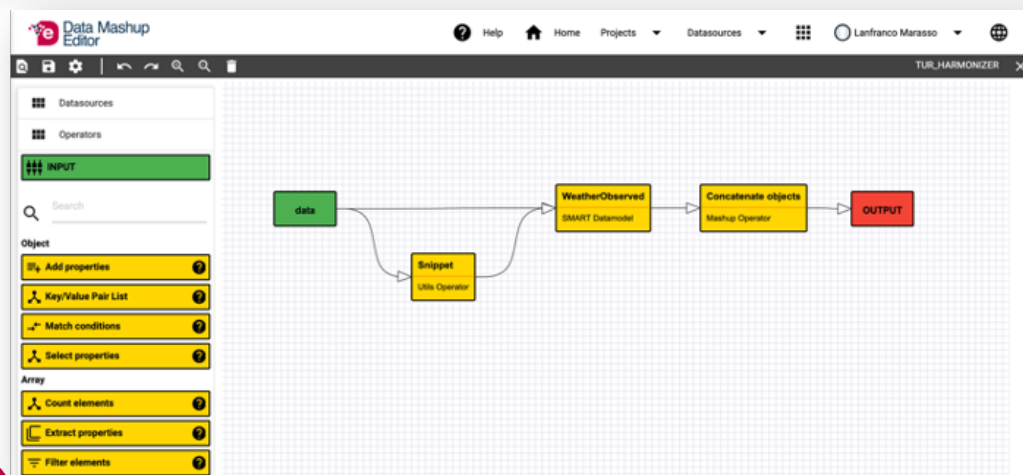 Data Mashup
Editor
Help
Home
Projects
Datasources
Lanfranco Marasso
TUR_HARMONIZER
Datasources
Operators
INPUT
Search
Object
Add properties
Key/Value Pair List
Match conditions
Select properties
Array
Count elements
Extract properties
Filter elements
data
Snippet
Utils Operator
WeatherObserved
SMART Datamodel
Concatenate objects
Mashup Operator
OUTPUT